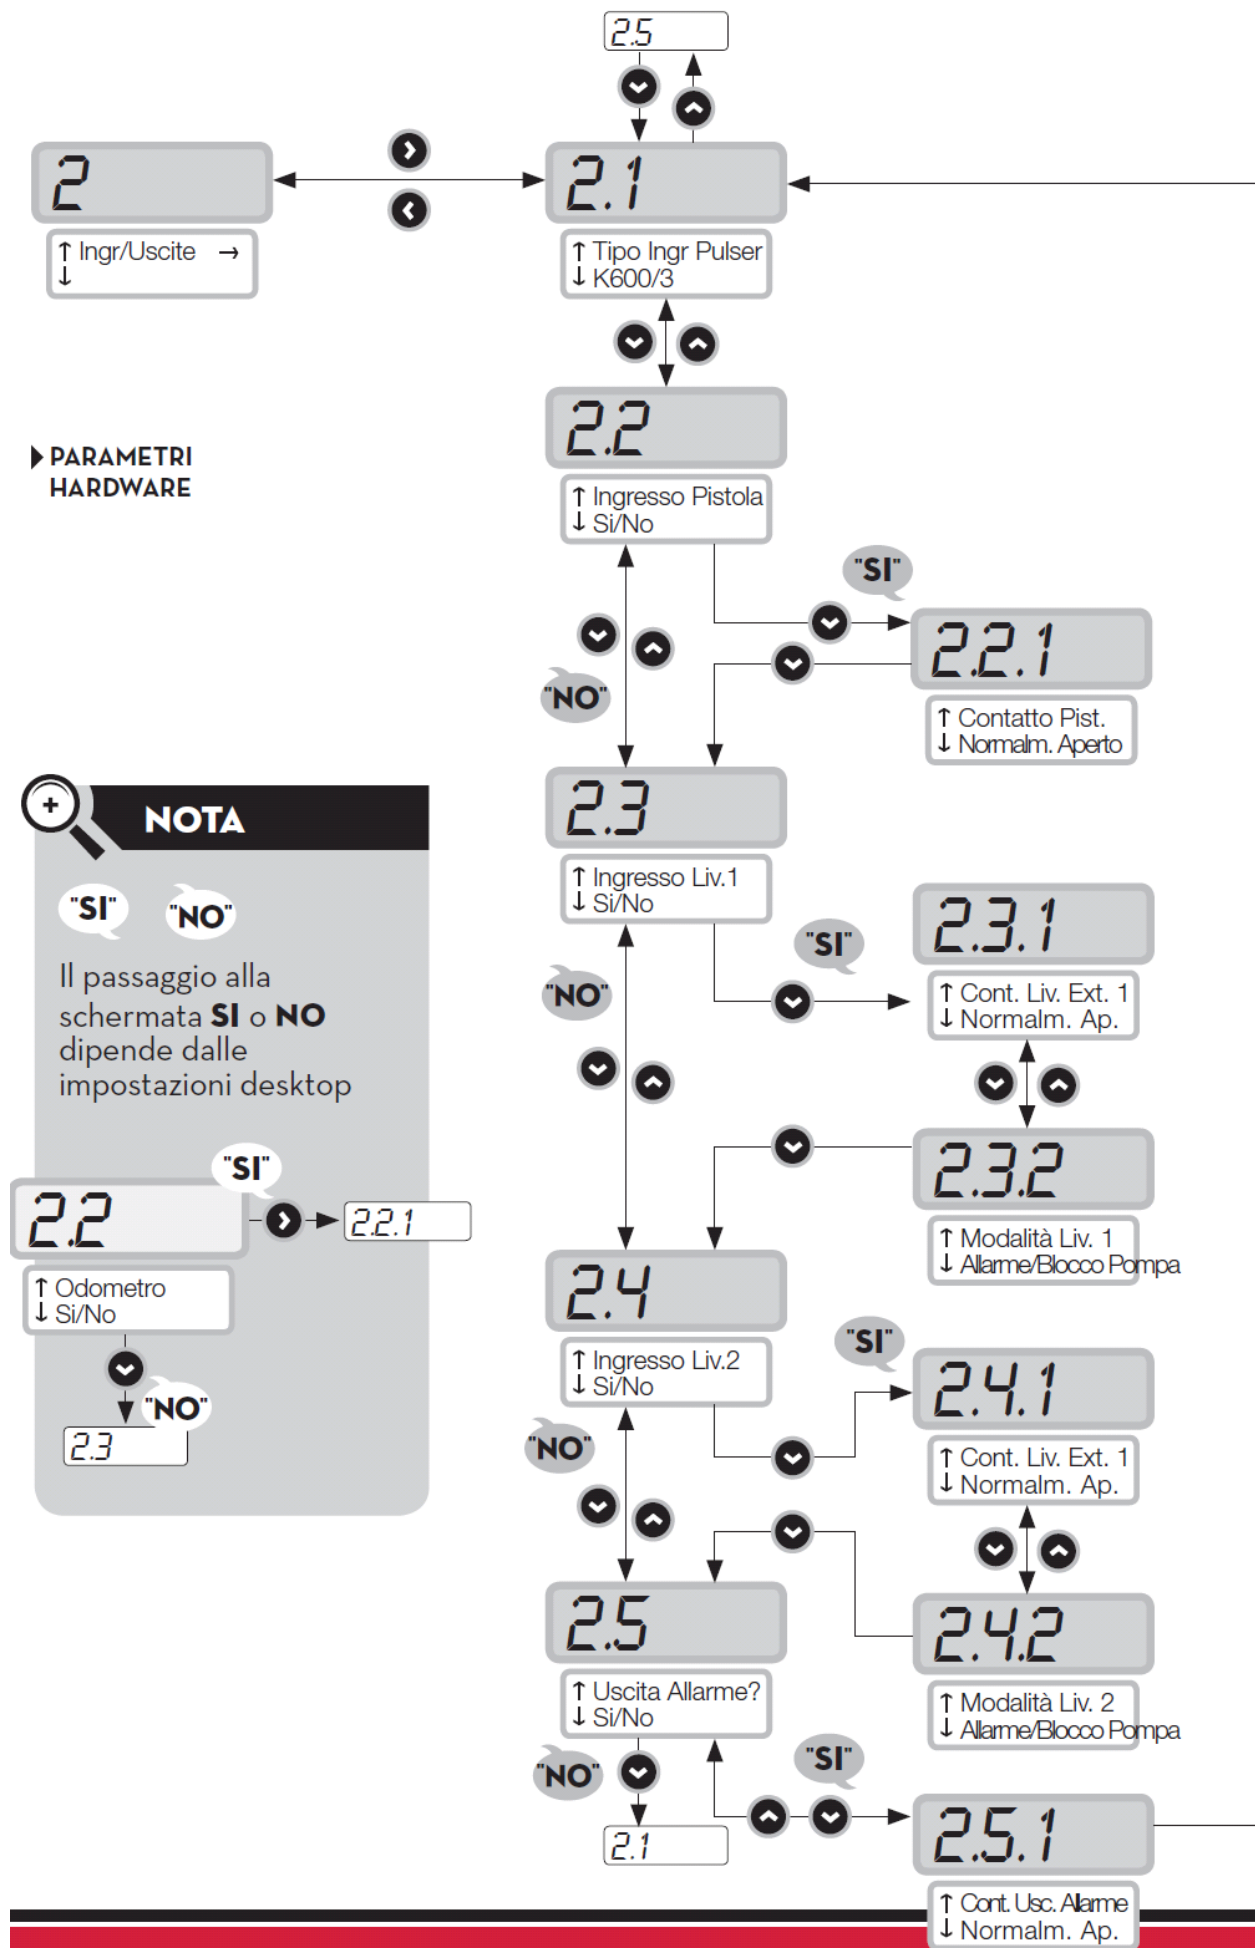 2.5
2
↑ Ingr/Uscite →
↓
2.1
↑ Tipo Ingr Pulser
↓ K600/3
PARAMETRI
HARDWARE
2.2
↑ Ingresso Pistola
↓ Si/No
"SI"
2.2.1
↑ Contatto Pist.
↓ Normalm. Aperto
"NO"
2.3
↑ Ingresso Liv.1
↓ Si/No
"SI"
2.3.1
↑ Cont. Liv. Ext. 1
↓ Normalm. Ap.
"NO"
2.3.2
↑ Modalità Liv. 1
↓ Allarme/Blocco Pompa
2.4
↑ Ingresso Liv.2
↓ Si/No
"SI"
2.4.1
↑ Cont. Liv. Ext. 1
↓ Normalm. Ap.
"NO"
2.4.2
↑ Modalità Liv. 2
↓ Allarme/Blocco Pompa
2.5
↑ Uscita Allarme?
↓ Si/No
"NO"
2.1
"SI"
2.5.1
↑ Cont. Usc. Allarme
↓ Normalm. Ap.
NOTA
"SI" "NO"
Il passaggio alla
schermata SI o NO
dipende dalle
impostazioni desktop
"SI"
2.2
2.2.1
↑ Odometro
↓ Si/No
"NO"
2.3